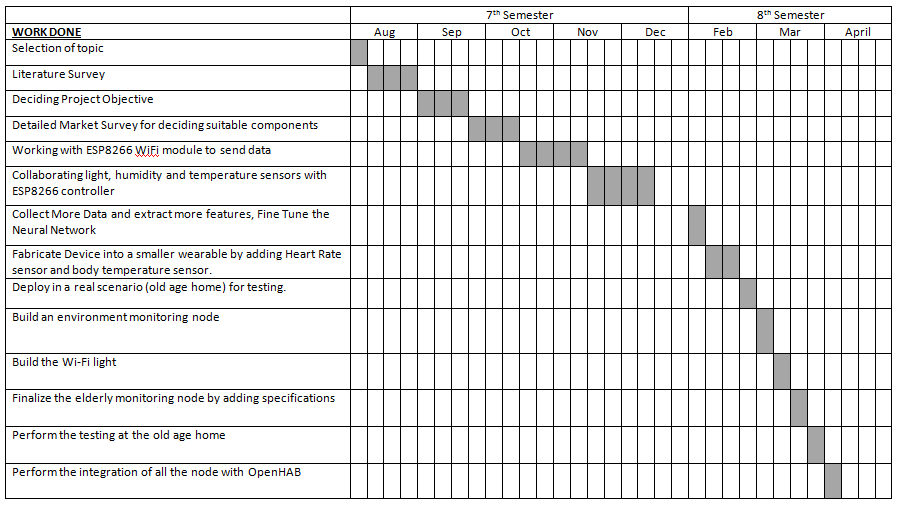 7th Semester
8th Semester
WORK DONE
Aug
Sep
Oct
Nov
Dec
Feb
Mar
April
Selection of topic
Literature Survey
Deciding Project Objective
Detailed Market Survey for deciding suitable components
Working with ESP8266 WiFi module to send data
Collaborating light, humidity and temperature sensors with
ESP8266 controller
Collect More Data and extract more features, Fine Tune the
Neural Network
Fabricate Device into a smaller wearable by adding Heart Rate
sensor and body temperature sensor.
Deploy in a real scenario (old age home) for testing.
Build an environment monitoring node
Build the Wi-Fi light
Finalize the elderly monitoring node by adding specifications
Perform the testing at the old age home
Perform the integration of all the node with OpenHAB